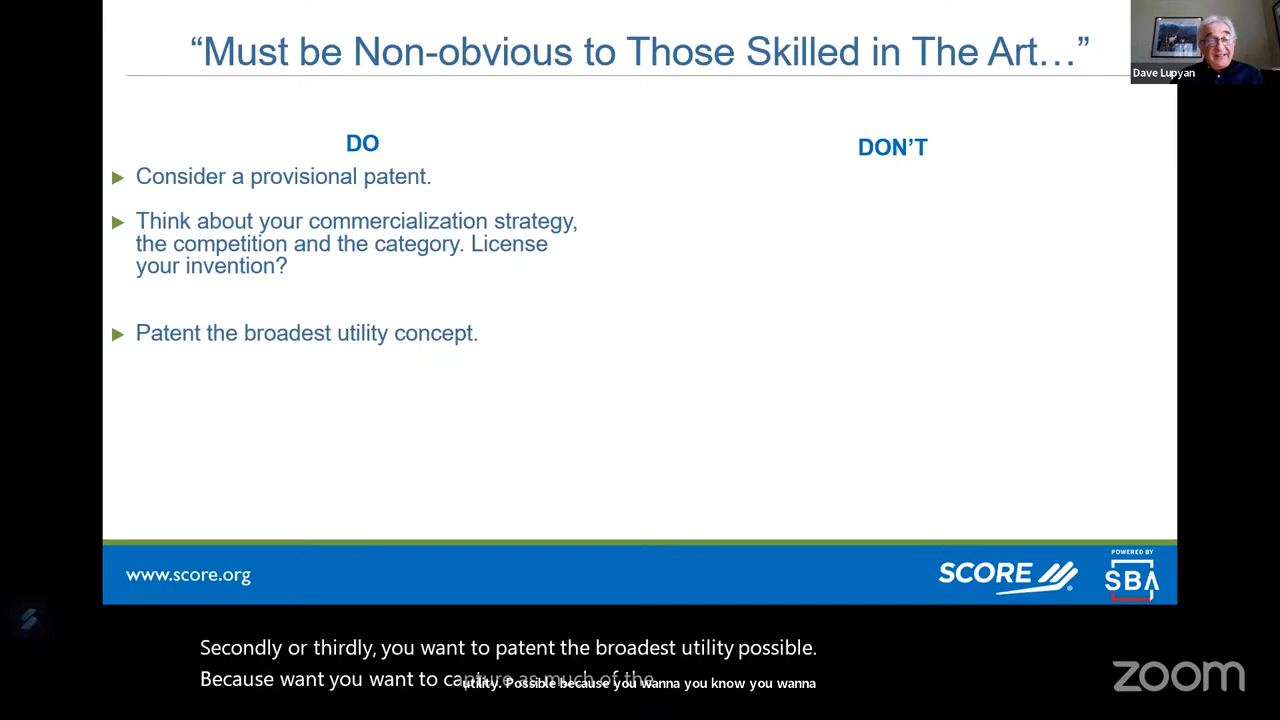 “Must be Non-obvious to Those Skilled in The Art…”
Dave Lupyan
DO
DON’T
Consider a provisional patent.
Think about your commercialization strategy,
the competition and the category. License
your invention?
Patent the broadest utility concept.
www.score.org
SCORE
POWERED BY
SBA
Secondly or thirdly, you want to patent the broadest utility possible.
Because want you want to capture as much of the
utility. Possible because you wanna you know you wanna
zoom